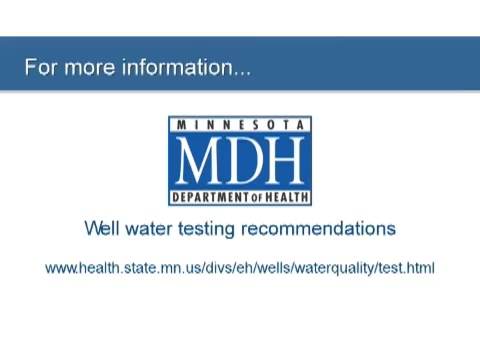 For more information...
MINNESOTA
MDH
DEPARTMENT OF HEALTH
Well water testing recommendations
www.health.state.mn.us/divs/eh/wells/waterquality/test.html